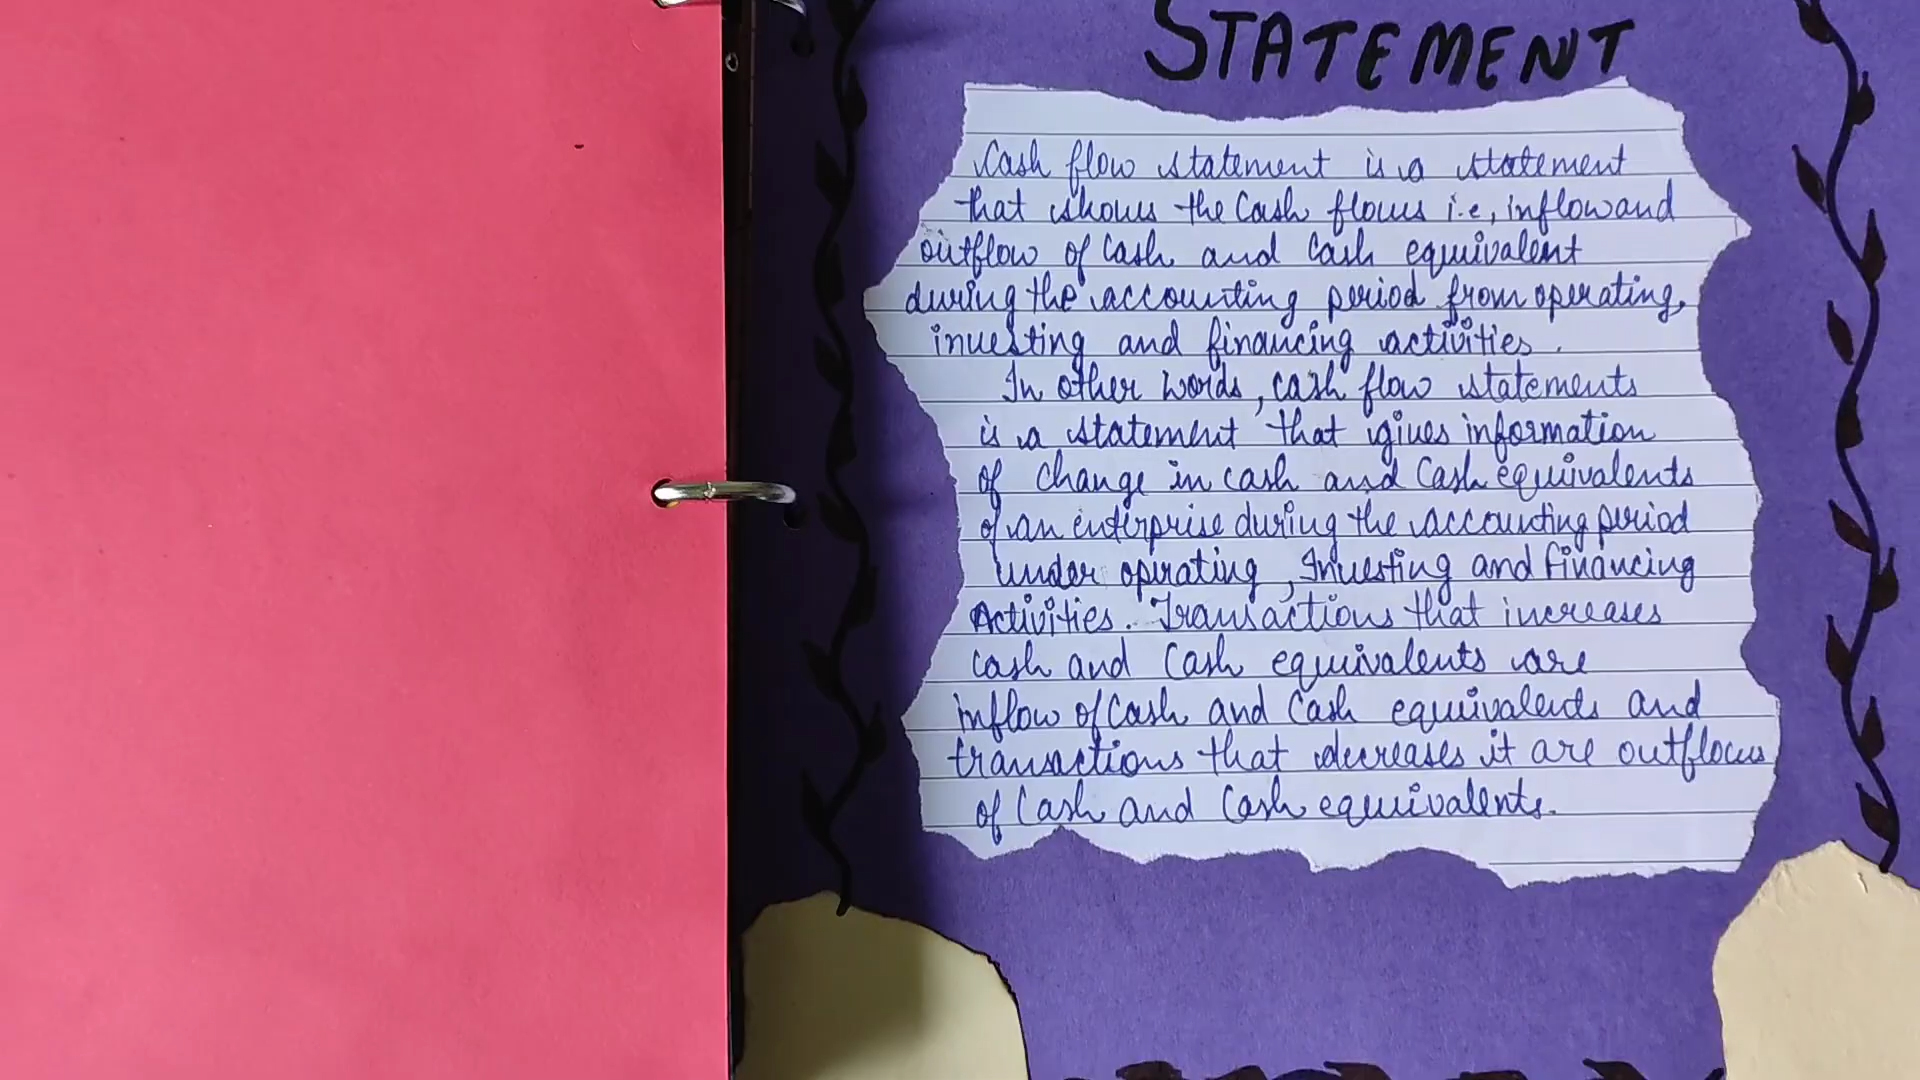 STATEMENT
Cash flow statement is a statement
that shows the Cash flows i.e, inflow and
outflow of Cash and Cash equivalent
during the accounting period from operating,
investing and financing activities.
In other words, cash flow statements
is a statement that gives information
of change in cash and Cash equivalents
of an enterprise during the accounting period
under operating, Investing and financing
Activities. Transactions that increases
cash and Cash equivalents are
inflow of Cash and Cash equivalents and
transactions that decreases it are outflows
of Cash and Cash equivalents.